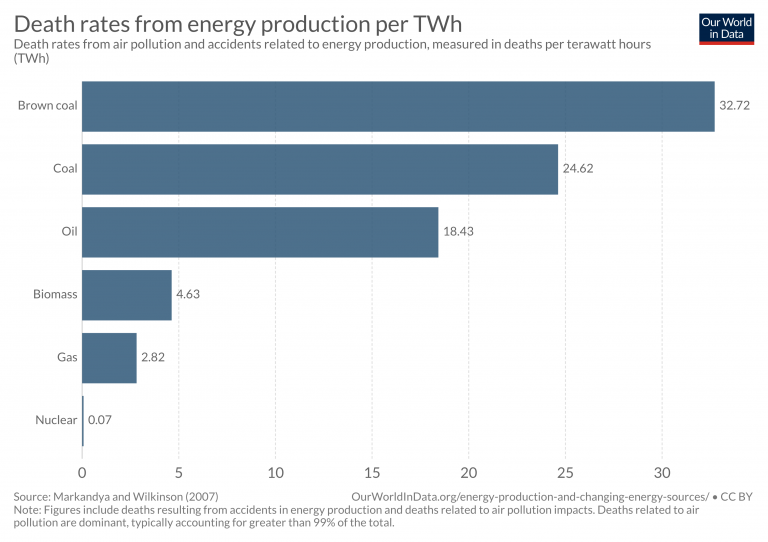 Death rates from energy production per TWh
Our World
in Data
Death rates from air pollution and accidents related to energy production, measured in deaths per terawatt hours
(TWh)
Brown coal 32.72
Coal 24.62
Oil 18.43
Biomass 4.63
Gas 2.82
Nuclear 0.07
0 5 10 15 20 25 30
Source: Markandya and Wilkinson (2007) OurWorldInData.org/energy-production-and-changing-energy-sources/ • CC BY
Note: Figures include deaths resulting from accidents in energy production and deaths related to air pollution impacts. Deaths related to air
pollution are dominant, typically accounting for greater than 99% of the total.